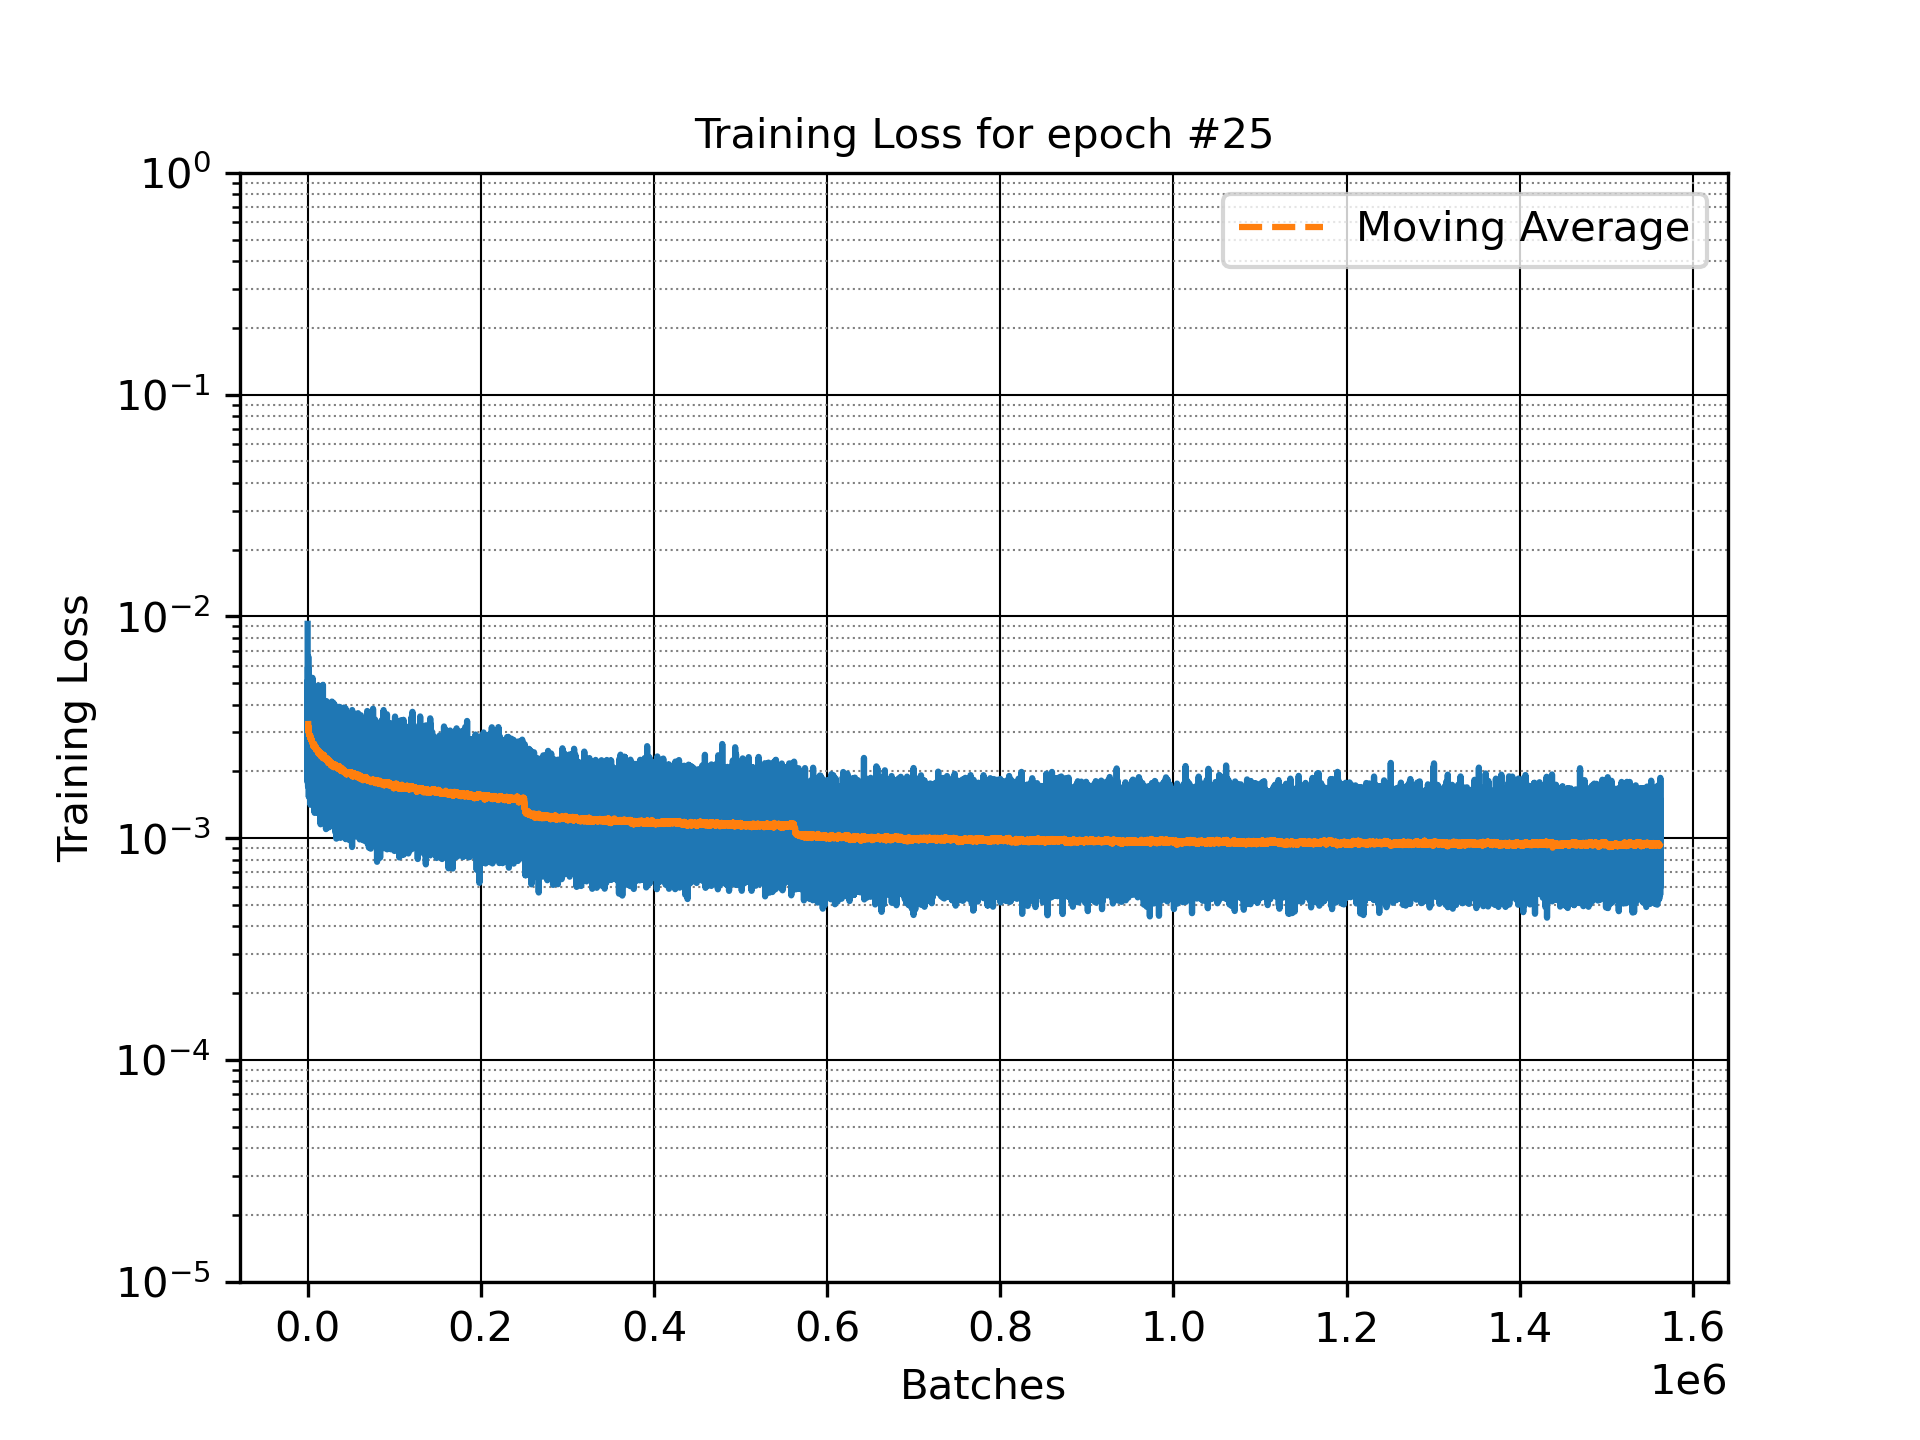 Training Loss for epoch #25
10⁰
Moving Average
10⁻¹
10⁻²
Training Loss
10⁻³
10⁻⁴
10⁻⁵
0.0 0.2 0.4 0.6 0.8 1.0 1.2 1.4 1.6
1e6
Batches